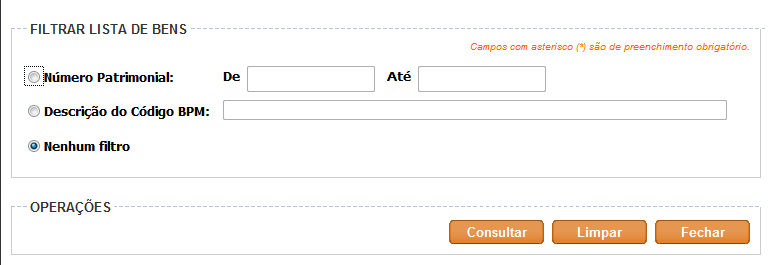 FILTRAR LISTA DE BENS
Campos com asterisco (*) são de preenchimento obrigatório.
Número Patrimonial: De Até
Descrição do Código BPM:
Nenhum filtro
OPERAÇÕES
Consultar Limpar Fechar